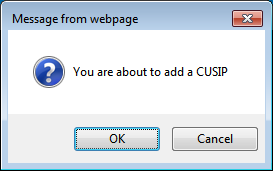 Message from webpage
You are about to add a CUSIP
OK
Cancel